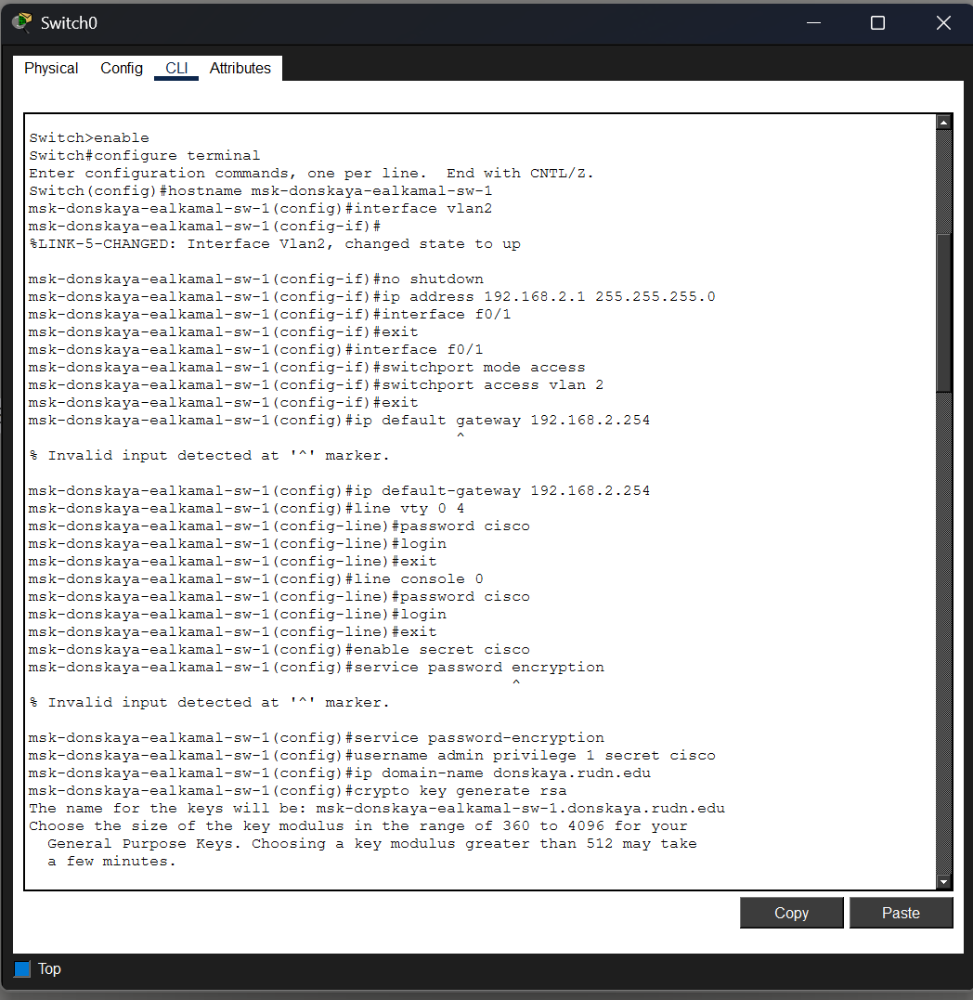 Switch0
Physical Config CLI Attributes
Switch>enable
Switch#configure terminal
Enter configuration commands, one per line.  End with CNTL/Z.
Switch(config)#hostname msk-donskaya-ealkamal-sw-1
msk-donskaya-ealkamal-sw-1(config)#interface vlan2
msk-donskaya-ealkamal-sw-1(config-if)#
%LINK-5-CHANGED: Interface Vlan2, changed state to up
msk-donskaya-ealkamal-sw-1(config-if)#no shutdown
msk-donskaya-ealkamal-sw-1(config-if)#ip address 192.168.2.1 255.255.255.0
msk-donskaya-ealkamal-sw-1(config-if)#interface f0/1
msk-donskaya-ealkamal-sw-1(config-if)#exit
msk-donskaya-ealkamal-sw-1(config)#interface f0/1
msk-donskaya-ealkamal-sw-1(config-if)#switchport mode access
msk-donskaya-ealkamal-sw-1(config-if)#switchport access vlan 2
msk-donskaya-ealkamal-sw-1(config-if)#exit
msk-donskaya-ealkamal-sw-1(config)#ip default gateway 192.168.2.254
^
% Invalid input detected at '^' marker.
msk-donskaya-ealkamal-sw-1(config)#ip default-gateway 192.168.2.254
msk-donskaya-ealkamal-sw-1(config)#line vty 0 4
msk-donskaya-ealkamal-sw-1(config-line)#password cisco
msk-donskaya-ealkamal-sw-1(config-line)#login
msk-donskaya-ealkamal-sw-1(config-line)#exit
msk-donskaya-ealkamal-sw-1(config)#line console 0
msk-donskaya-ealkamal-sw-1(config-line)#password cisco
msk-donskaya-ealkamal-sw-1(config-line)#login
msk-donskaya-ealkamal-sw-1(config-line)#exit
msk-donskaya-ealkamal-sw-1(config)#enable secret cisco
msk-donskaya-ealkamal-sw-1(config)#service password encryption
^
% Invalid input detected at '^' marker.
msk-donskaya-ealkamal-sw-1(config)#service password-encryption
msk-donskaya-ealkamal-sw-1(config)#username admin privilege 1 secret cisco
msk-donskaya-ealkamal-sw-1(config)#ip domain-name donskaya.rudn.edu
msk-donskaya-ealkamal-sw-1(config)#crypto key generate rsa
The name for the keys will be: msk-donskaya-ealkamal-sw-1.donskaya.rudn.edu
Choose the size of the key modulus in the range of 360 to 4096 for your
General Purpose Keys. Choosing a key modulus greater than 512 may take
a few minutes.
Copy Paste
Top